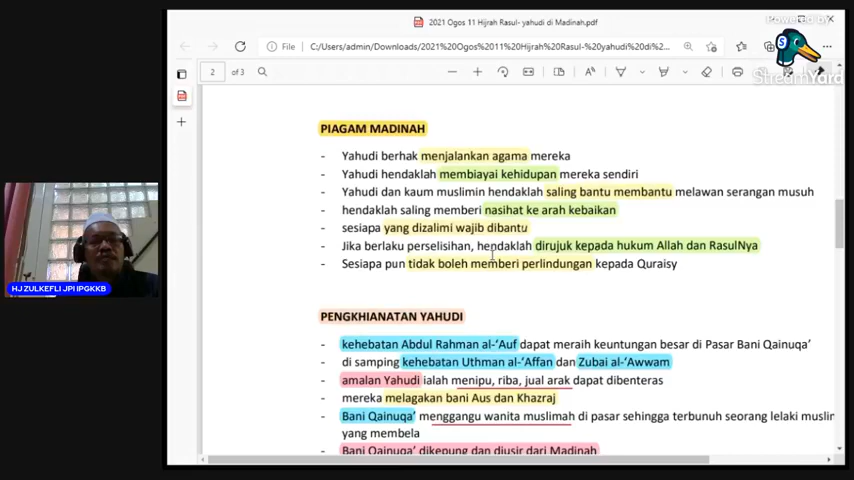 2021 Ogos 11 Hijrah Rasul- yahudi di Madinah.pdf
Powered by
File
C:/Users/admin/Downloads/2021%20Ogos%2011%20Hijrah%20Rasul-%20yahudi%20di%...
StreamYard
2 of 3
PIAGAM MADINAH
- Yahudi berhak menjalankan agama mereka
- Yahudi hendaklah membiayai kehidupan mereka sendiri
- Yahudi dan kaum muslimin hendaklah saling bantu membantu melawan serangan musuh
- hendaklah saling memberi nasihat ke arah kebaikan
- sesiapa yang dizalimi wajib dibantu
- Jika berlaku perselisihan, hendaklah dirujuk kepada hukum Allah dan RasulNya
- Sesiapa pun tidak boleh memberi perlindungan kepada Quraisy
HJ ZULKEFLI JPI IPGKKB
PENGKHIANATAN YAHUDI
- kehebatan Abdul Rahman al-'Auf dapat meraih keuntungan besar di Pasar Bani Qainuqa'
- di samping kehebatan Uthman al-'Affan dan Zubai al-'Awwam
- amalan Yahudi ialah menipu, riba, jual arak dapat dibenteras
- mereka melagakan bani Aus dan Khazraj
- Bani Qainuqa' mengganggu wanita muslimah di pasar sehingga terbunuh seorang lelaki muslim
yang membela
- Bani Qainuqa' dikepung dan diusir dari Madinah